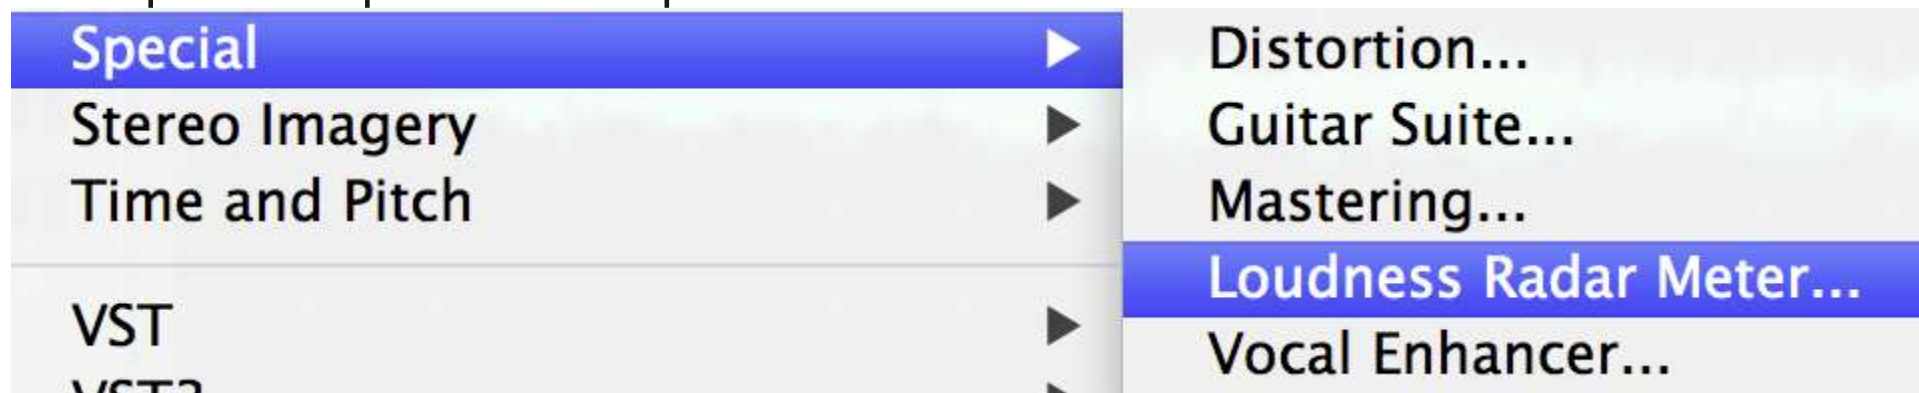 Special
Stereo Imagery
Time and Pitch
VST
Distortion...
Guitar Suite...
Mastering...
Loudness Radar Meter...
Vocal Enhancer...